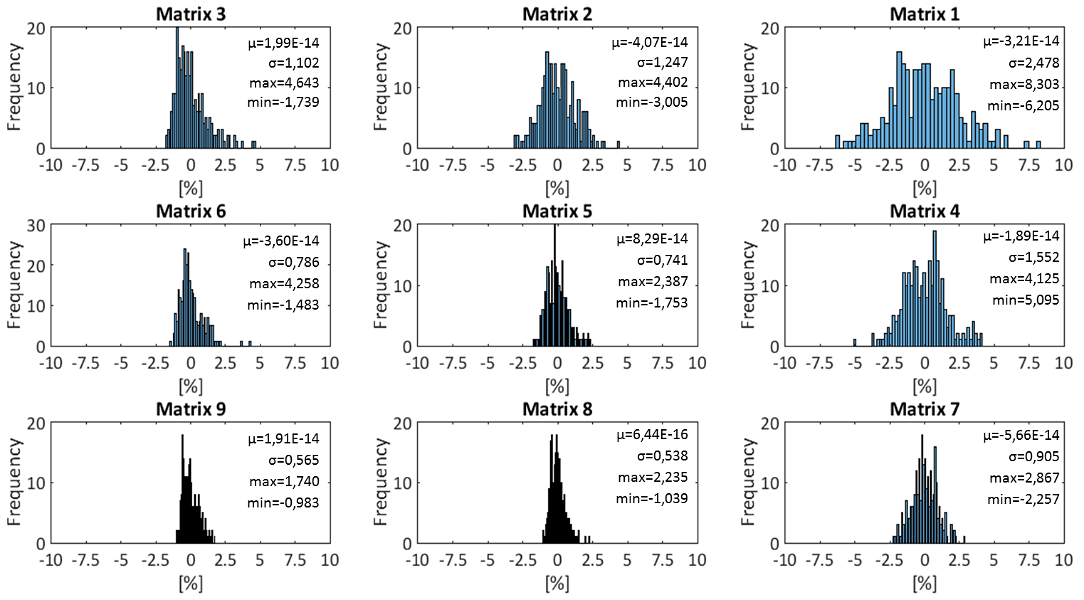 Matrix 3
Frequency
20
10
0
μ=1,99E-14
σ=1,102
max=4,643
min=-1,739
-10 -7.5 -5 -2.5 0 2.5 5 7.5 10
[%]
Matrix 2
Frequency
20
10
0
μ=-4,07E-14
σ=1,247
max=4,402
min=-3,005
-10 -7.5 -5 -2.5 0 2.5 5 7.5 10
[%]
Matrix 1
Frequency
20
10
0
μ=-3,21E-14
σ=2,478
max=8,303
min=-6,205
-10 -7.5 -5 -2.5 0 2.5 5 7.5 10
[%]
Matrix 6
Frequency
30
20
10
0
μ=-3,60E-14
σ=0,786
max=4,258
min=-1,483
-10 -7.5 -5 -2.5 0 2.5 5 7.5 10
[%]
Matrix 5
Frequency
20
10
0
μ=8,29E-14
σ=0,741
max=2,387
min=-1,753
-10 -7.5 -5 -2.5 0 2.5 5 7.5 10
[%]
Matrix 4
Frequency
20
10
0
μ=-1,89E-14
σ=1,552
max=4,125
min=5,095
-10 -7.5 -5 -2.5 0 2.5 5 7.5 10
[%]
Matrix 9
Frequency
20
10
0
μ=1,91E-14
σ=0,565
max=1,740
min=-0,983
-10 -7.5 -5 -2.5 0 2.5 5 7.5 10
[%]
Matrix 8
Frequency
20
10
0
μ=6,44E-16
σ=0,538
max=2,235
min=-1,039
-10 -7.5 -5 -2.5 0 2.5 5 7.5 10
[%]
Matrix 7
Frequency
20
10
0
μ=-5,66E-14
σ=0,905
max=2,867
min=-2,257
-10 -7.5 -5 -2.5 0 2.5 5 7.5 10
[%]